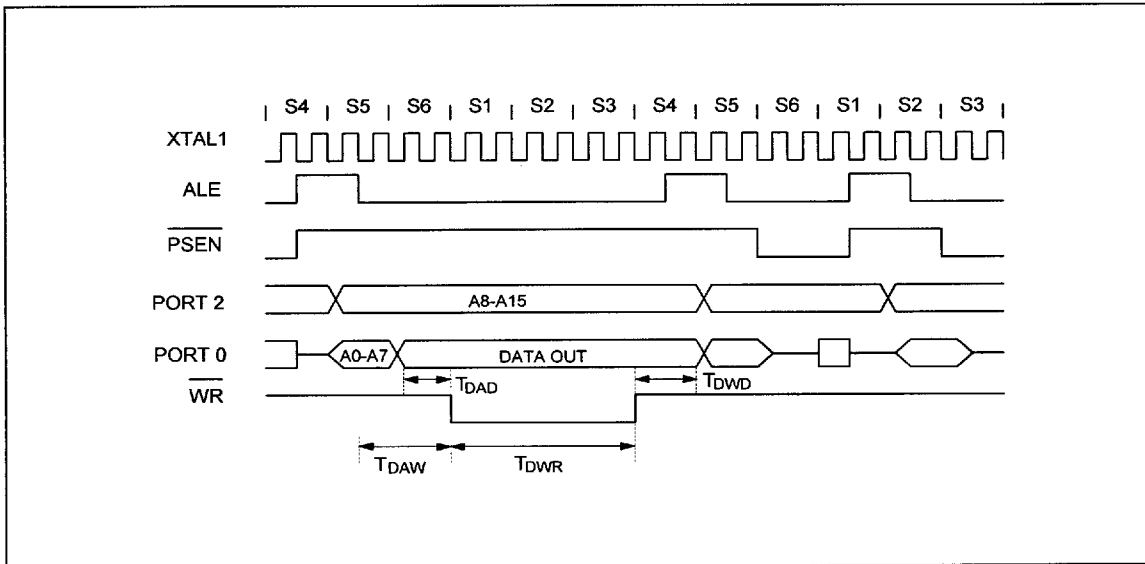 S4 S5 S6 S1 S2 S3 S4 S5 S6 S1 S2 S3
XTAL1
ALE
PSEN
PORT 2 A8-A15
PORT 0 A0-A7 DATA OUT
TDAD TDWD
WR
TDAW TDWR